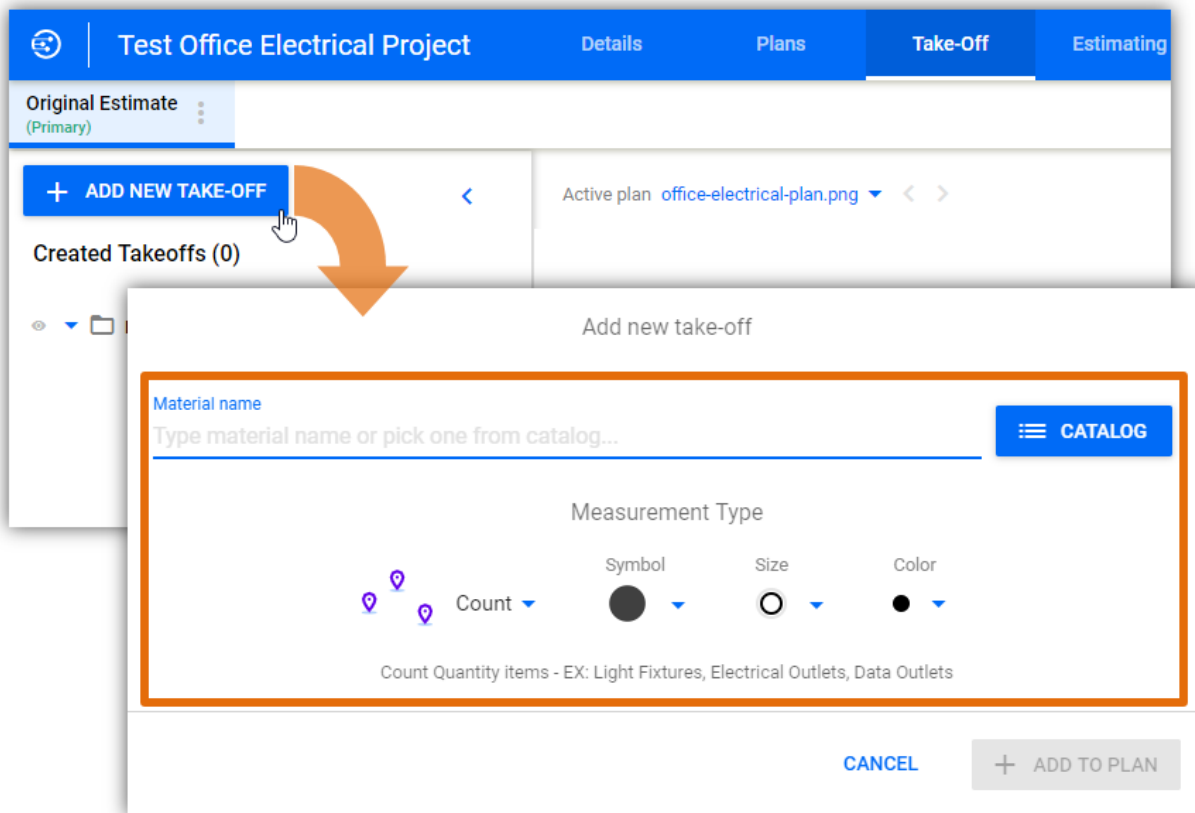 Test Office Electrical Project
Details
Plans
Take-Off
Estimating
Original Estimate
(Primary)
+ ADD NEW TAKE-OFF
Active plan office-electrical-plan.png
Created Takeoffs (0)
Add new take-off
Material name
Type material name or pick one from catalog...
CATALOG
Measurement Type
Symbol
Size
Color
Count
Count Quantity items - EX: Light Fixtures, Electrical Outlets, Data Outlets
CANCEL
+ ADD TO PLAN